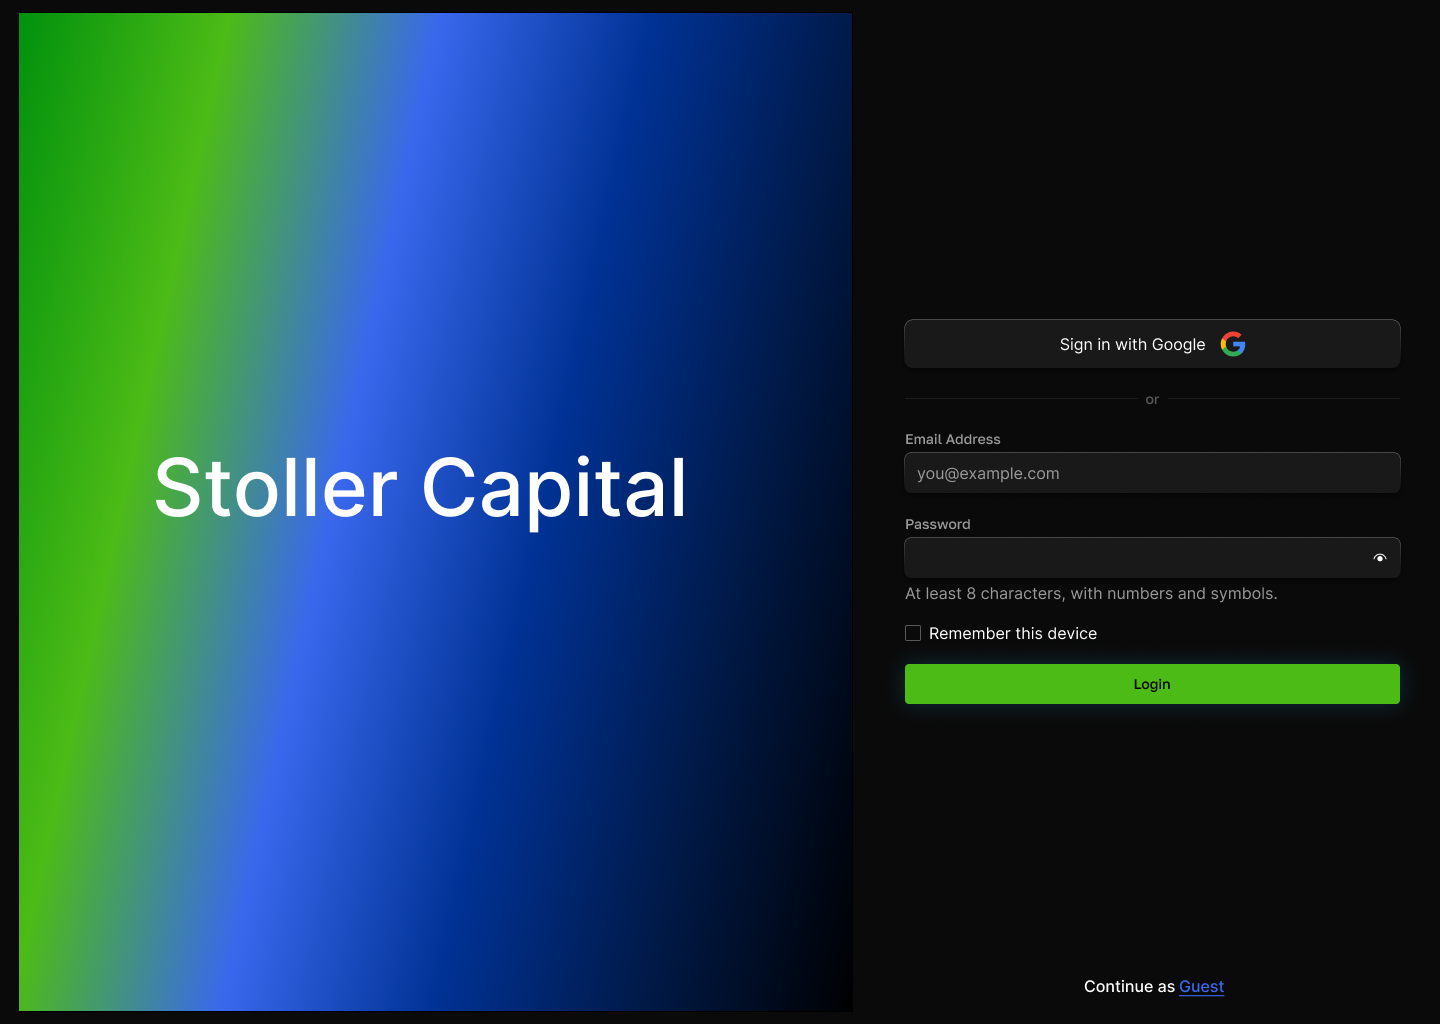 Stoller Capital
Sign in with Google
or
Email Address
you@example.com
Password
At least 8 characters, with numbers and symbols.
Remember this device
Login
Continue as Guest